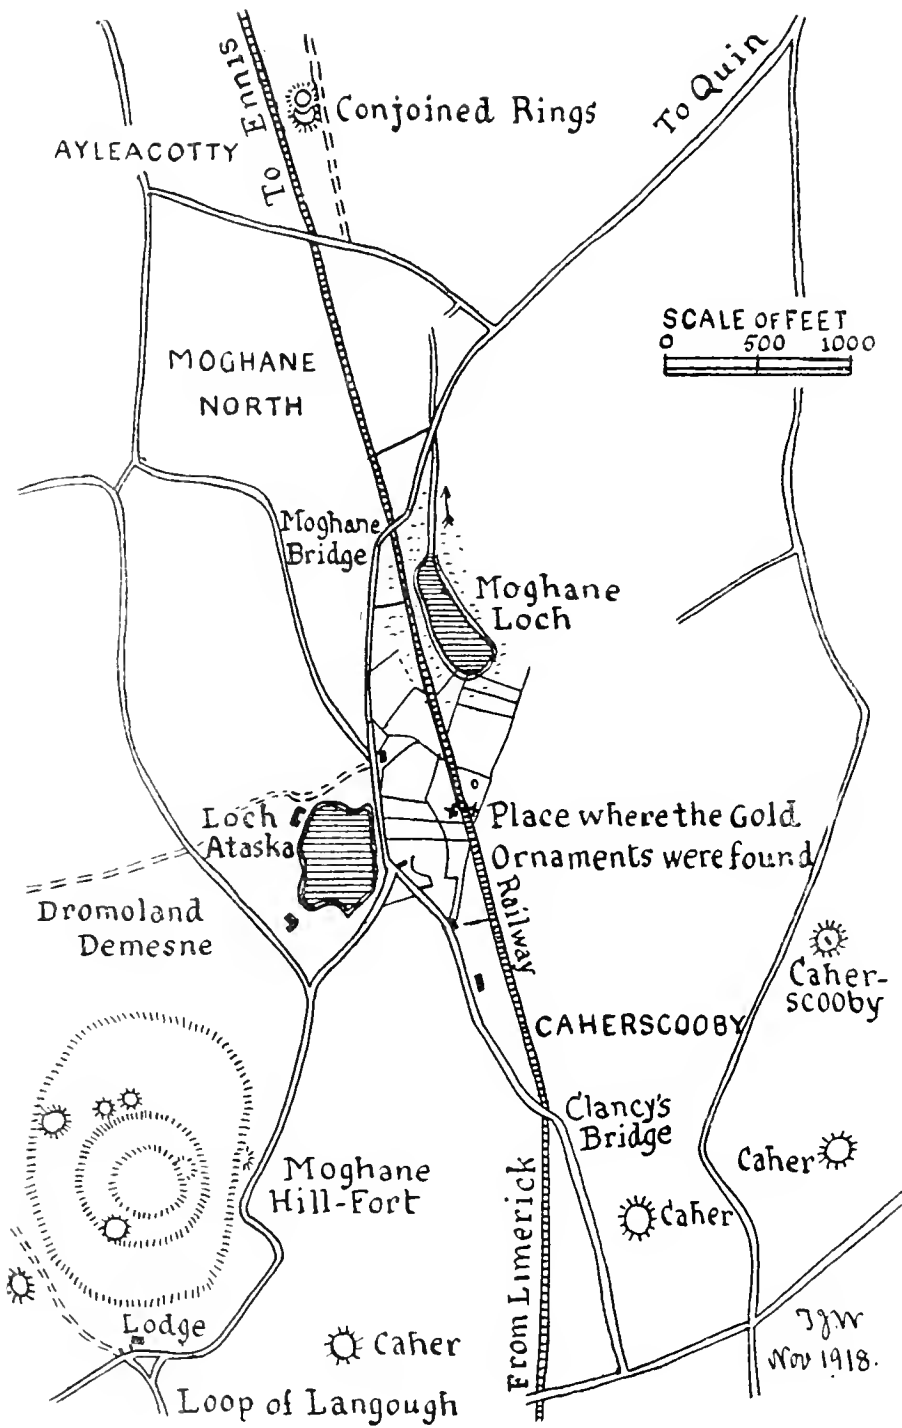 To Ennis
Conjoined Rings
To Quin
AYLEACOTTY
SCALE OF FEET
0 500 1000
MOGHANE
NORTH
Moghane
Bridge
Moghane
Loch
Loch
Ataska
Place where the Gold
Ornaments were found
Railway
Dromoland
Demesne
Caher-
scooby
CAHERSCOOBY
Clancy's
Bridge
Moghane
Hill-Fort
Caher
Caher
From Limerick
Lodge
Caher
TJW
Nov 1918.
Loop of Langough